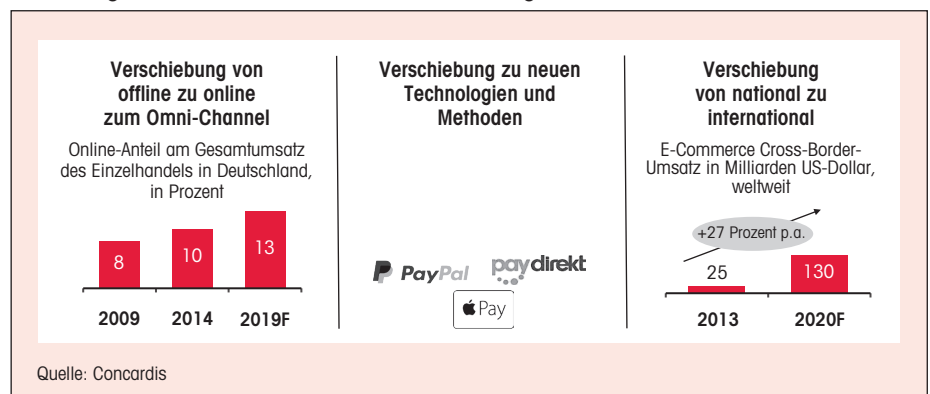 Verschiebung von
offline zu online
zum Omni-Channel
Online-Anteil am Gesamtumsatz
des Einzelhandels in Deutschland,
in Prozent
8
10
13
2009 2014 2019F
Verschiebung zu neuen
Technologien und
Methoden
PayPal paydirekt
Pay
Verschiebung
von national zu
international
E-Commerce Cross-Border-
Umsatz in Milliarden US-Dollar,
weltweit
+27 Prozent p.a.
25
130
2013 2020F
Quelle: Concardis